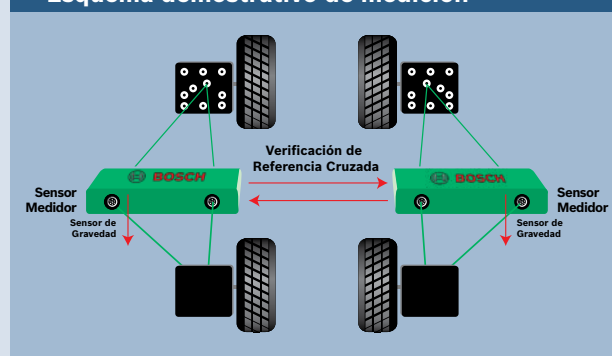 Esquema demostrativo de medición
Verificación de
Referencia Cruzada
BOSCH
BOSCH
Sensor
Medidor
Sensor de
Gravedad
Sensor
Medidor
Sensor de
Gravedad